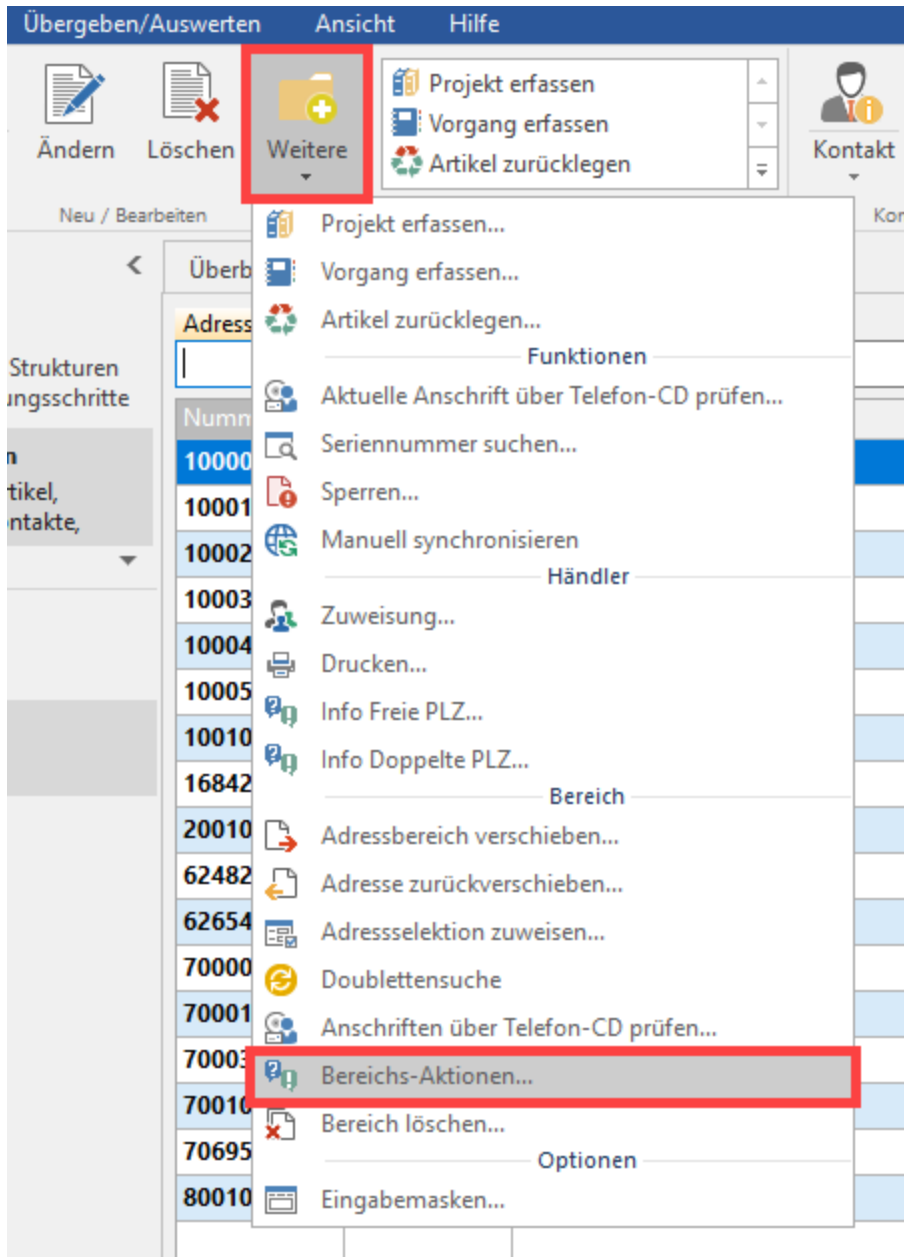 Übergeben/Auswerten Ansicht Hilfe
Projekt erfassen
Vorgang erfassen
Artikel zurücklegen
Ändern Löschen Weitere Kontakt
Neu / Bearbeiten
Projekt erfassen...
Vorgang erfassen...
Artikel zurücklegen...
Funktionen
Aktuelle Anschrift über Telefon-CD prüfen...
Seriennummer suchen...
Sperren...
Manuell synchronisieren
Händler
Zuweisung...
Drucken...
Info Freie PLZ...
Info Doppelte PLZ...
Bereich
Adressbereich verschieben...
Adresse zurückverschieben...
Adressselektion zuweisen...
Doublettensuche
Anschriften über Telefon-CD prüfen...
Bereichs-Aktionen...
Bereich löschen...
Optionen
Eingabemasken...
Strukturen
ungsschritte
n
tikel,
ntakte,
Überb
Adress
Numm
10000
10001
10002
10003
10004
10005
10010
16842
20010
62482
62654
70000
70001
70003
70010
70695
80010
Kor